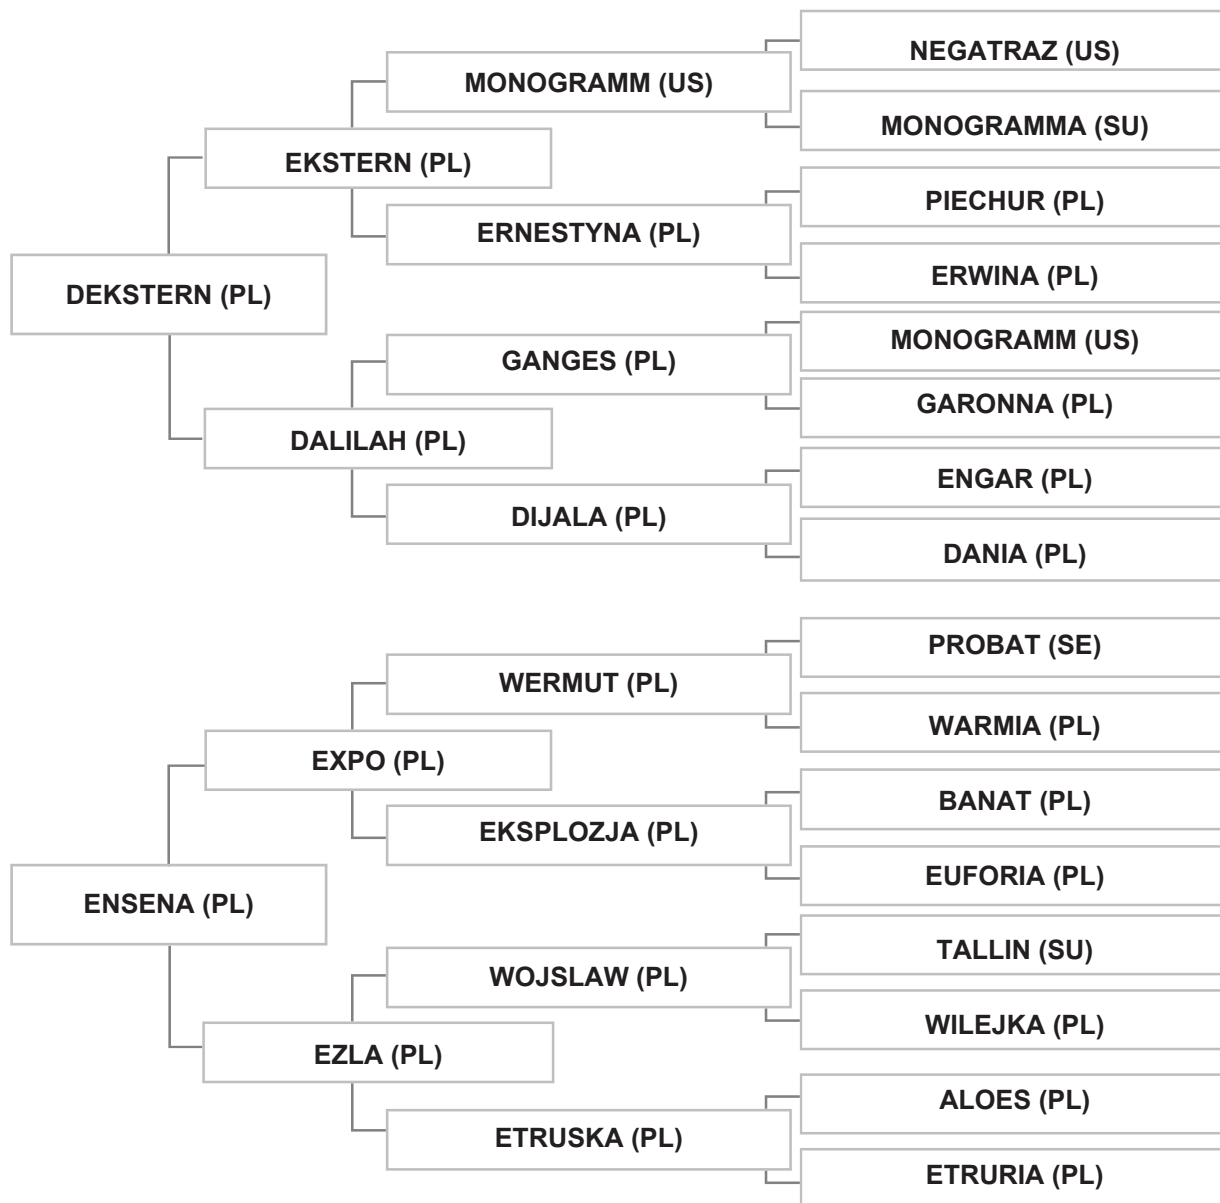 NEGATRAZ (US)
MONOGRAMM (US)
MONOGRAMMA (SU)
EKSTERN (PL)
PIECHUR (PL)
ERNESTYNA (PL)
ERWINA (PL)
DEKSTERN (PL)
MONOGRAMM (US)
GANGES (PL)
GARONNA (PL)
DALILAH (PL)
ENGAR (PL)
DIJALA (PL)
DANIA (PL)
PROBAT (SE)
WERMUT (PL)
WARMIA (PL)
EXPO (PL)
BANAT (PL)
EKSPLOZJA (PL)
EUFORIA (PL)
ENSENA (PL)
TALLIN (SU)
WOJSLAW (PL)
WILEJKA (PL)
EZLA (PL)
ALOES (PL)
ETRUSKA (PL)
ETRURIA (PL)